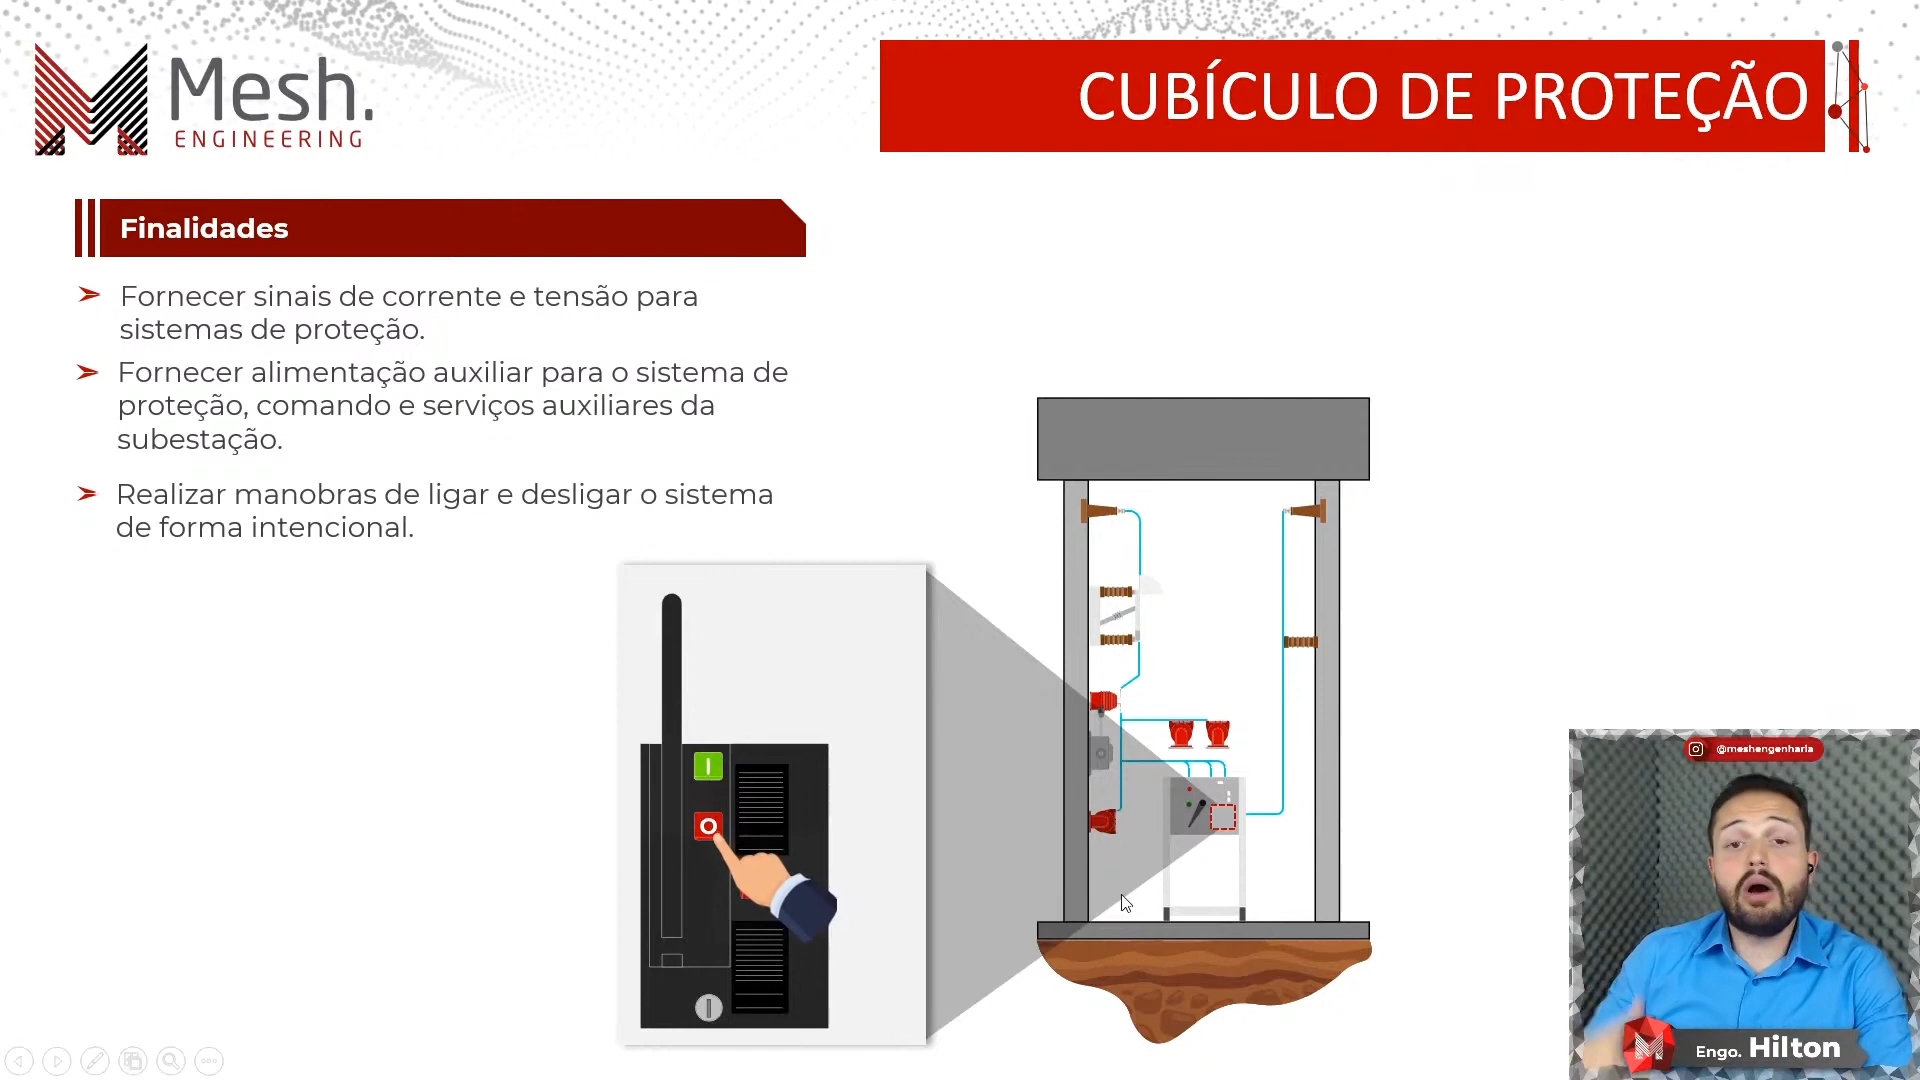 Mesh.
ENGINEERING
CUBÍCULO DE PROTEÇÃO
Finalidades
Fornecer sinais de corrente e tensão para
sistemas de proteção.
Fornecer alimentação auxiliar para o sistema de
proteção, comando e serviços auxiliares da
subestação.
Realizar manobras de ligar e desligar o sistema
de forma intencional.
@meshengenharia
Engo. Hilton